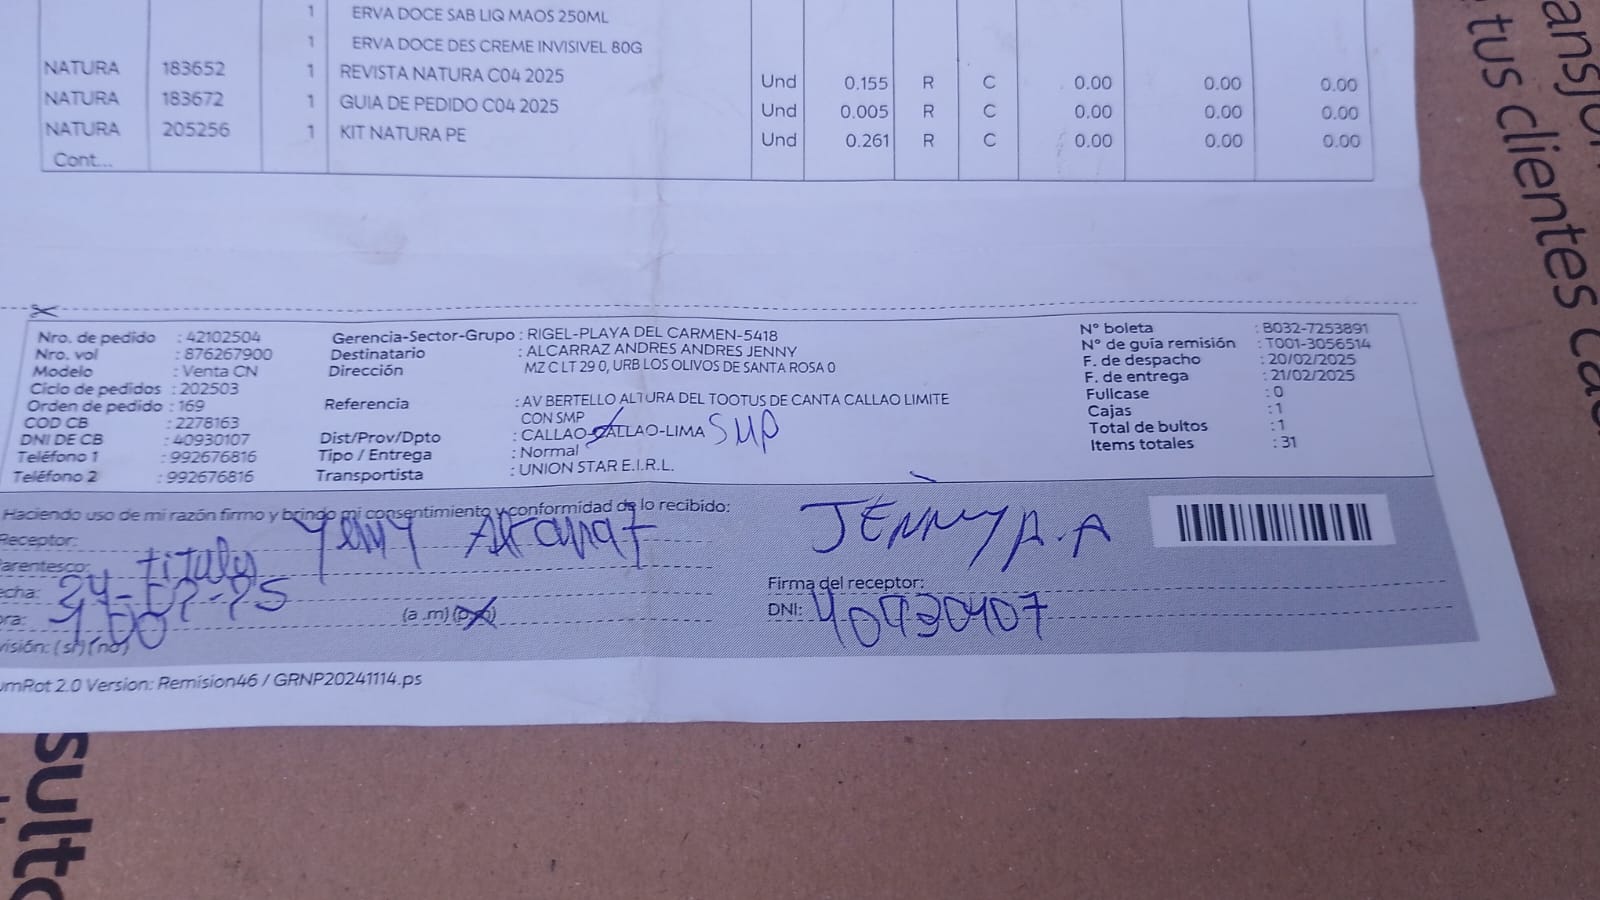 1 ERVA DOCE SAB LIQ MAOS 250ML
1 ERVA DOCE DES CREME INVISIVEL 80G
NATURA 183652 1 REVISTA NATURA C04 2025 Und 0.155 R C 0.00 0.00 0.00
NATURA 183672 1 GUIA DE PEDIDO C04 2025 Und 0.005 R C 0.00 0.00 0.00
NATURA 205256 1 KIT NATURA PE Und 0.261 R C 0.00 0.00 0.00
Cont...
Nro. de pedido : 42102504
Nro. vol : 876267900
Modelo : Venta CN
Ciclo de pedidos : 202503
Orden de pedido : 169
COD CB : 2278163
DNI DE CB : 40930107
Teléfono 1 : 992676816
Teléfono 2 : 992676816
Gerencia-Sector-Grupo : RIGEL-PLAYA DEL CARMEN-5418
Destinatario : ALCARRAZ ANDRES ANDRES JENNY
Dirección MZ C LT 29 0, URB LOS OLIVOS DE SANTA ROSA 0
Referencia : AV BERTELLO ALTURA DEL TOOTUS DE CANTA CALLAO LIMITE
CON SMP
Dist/Prov/Dpto : CALLAO-CALLAO-LIMA SMP
Tipo / Entrega : Normal
Transportista : UNION STAR E.I.R.L.
N° boleta : B032-7253891
N° de guía remisión : T001-3056514
F. de despacho : 20/02/2025
F. de entrega : 21/02/2025
Fullcase : 0
Cajas : 1
Total de bultos : 1
Items totales : 31
Haciendo uso de mi razón firmo y brindo mi consentimiento y conformidad de lo recibido:
Receptor: Yenny
arentesco:
echa:
ora: 1:00 (a .m) (p.m)
visión: (si) (no)
JENNY A.A
Firma del receptor:
DNI: 40930107
umRot 2.0 Version: Remision46 / GRNP20241114.ps
tus clientes
sulto